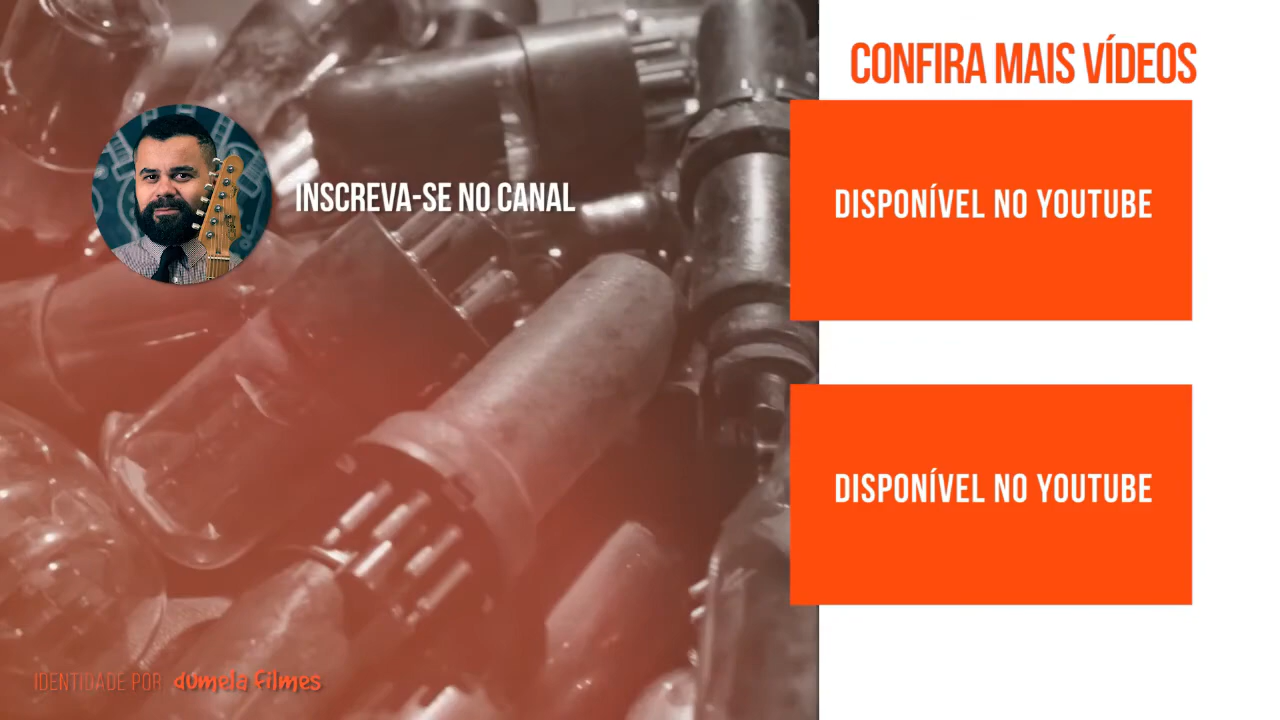 CONFIRA MAIS VÍDEOS
INSCREVA-SE NO CANAL
DISPONÍVEL NO YOUTUBE
DISPONÍVEL NO YOUTUBE
IDENTIDADE POR dumela filmes